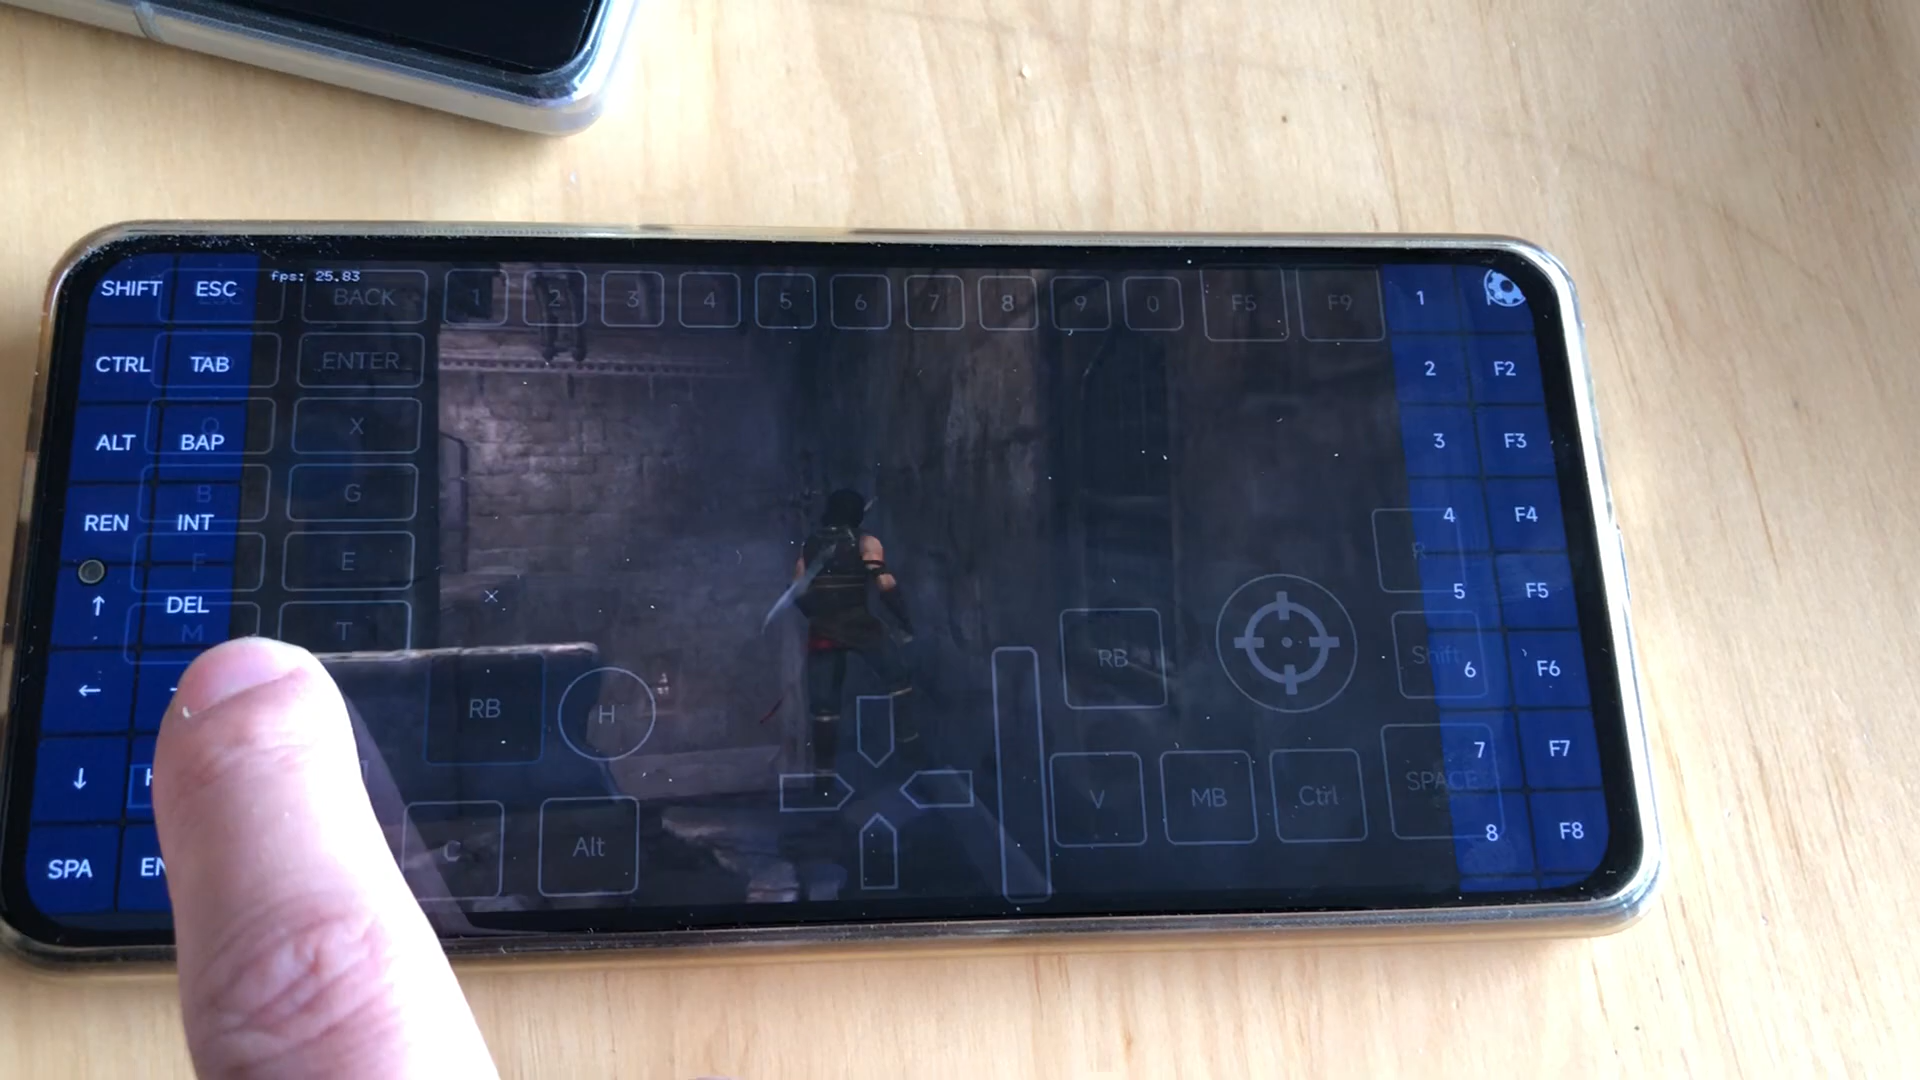 fps: 25.83
SHIFT ESC BACK 1 2 3 4 5 6 7 8 9 0 F5 F9 1
CTRL TAB ENTER 2 F2
ALT BAP Q X 3 F3
REN INT B G 4 F4
F E R 5 F5
↑ DEL M T RB Shift 6 F6
← RB H
↓ V MB Ctrl SPACE 7 F7
SPA C Alt 8 F8